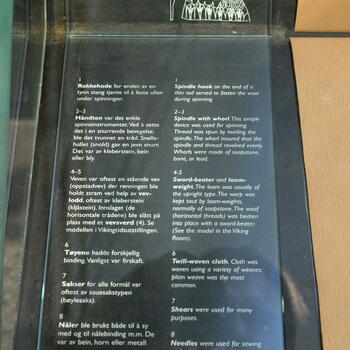 1
Rokkehode for enden av en
tynn stang tjente til å feste ullen
under spinningen.
2–3
Håndten var det enkle
spinneinstrumentet. Ved å sette
det i en snurrende bevegelse,
ble det tvunnet en tråd. Snelle-
hullet (snold) gav en jevn snurr.
Det var av kleberstein, bein
eller bly.
4–5
Veven var oftest en stående vev
(oppstadvev) der renningen ble
holdt stram ved help av vev-
lodd, oftest av kleberstein
(kljåstein). Innslaget (de
horisontale trådene) ble slått på
plass med et vevsverd (4). Se
modellen i Vikingtidsutstillingen.
6
Tøyene hadde forskjellig
binding. Vanligst var firskaft.
7
Sakser for alle formål var
oftest av sauesakstypen
(bøylesaks).
8
Nåler ble brukt både til å sy
med og til nålebinding m.m. De
var av bein, horn eller metall.
1
Spindle hook on the end of a
thin rod served to fasten the wool
during spinning.
2–3
Spindle with whorl. This simple
device was used for spinning.
Thread was spun by twirling the
spindle. The whorl insured that the
spindle and thread revolved evenly.
Whorls were made of soapstone,
bone, or lead.
4-5
Sword-beater and loom-
weight. The loom was usually of
the upright type. The warp was
kept taut by loom-weights,
normally of soapstone. The woof
(horizontal threads) was beaten
into place with a sword-beater.
(See the model in the Viking
Room).
6
Twill-woven cloth. Cloth was
woven using a variety of weaves,
plain weave was the most
common.
7
Shears were used for many
purposes.
8
Needles were used for sewing